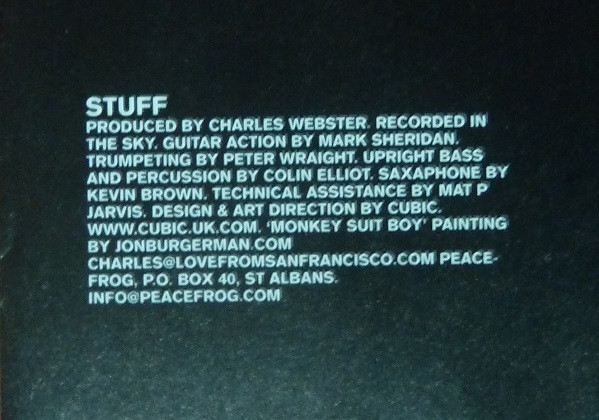 STUFF
PRODUCED BY CHARLES WEBSTER. RECORDED IN
THE SKY. GUITAR ACTION BY MARK SHERIDAN.
TRUMPETING BY PETER WRAIGHT. UPRIGHT BASS
AND PERCUSSION BY COLIN ELLIOT. SAXAPHONE BY
KEVIN BROWN. TECHNICAL ASSISTANCE BY MAT P
JARVIS. DESIGN & ART DIRECTION BY CUBIC.
WWW.CUBIC.UK.COM. 'MONKEY SUIT BOY' PAINTING
BY JONBURGERMAN.COM
CHARLES@LOVEFROMSANFRANCISCO.COM PEACE-
FROG, P.O. BOX 40, ST ALBANS.
INFO@PEACEFROG.COM